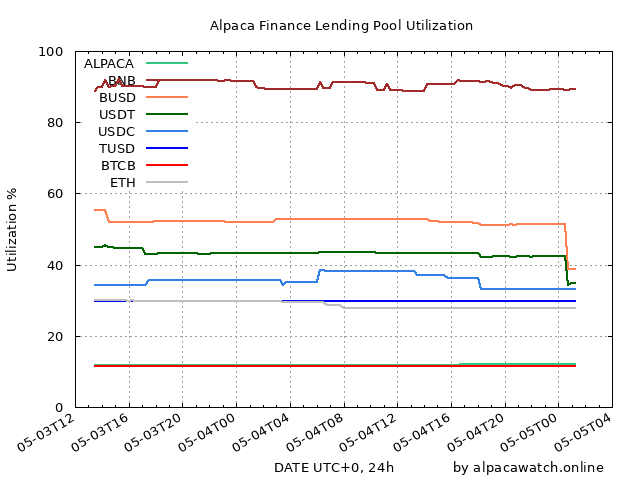 Alpaca Finance Lending Pool Utilization
100
80
60
40
20
0
Utilization %
ALPACA
BNB
BUSD
USDT
USDC
TUSD
BTCB
ETH
05-03T12
05-03T16
05-03T20
05-04T00
05-04T04
05-04T08
05-04T12
05-04T16
05-04T20
05-05T00
05-05T04
DATE UTC+0, 24h
by alpacawatch.online